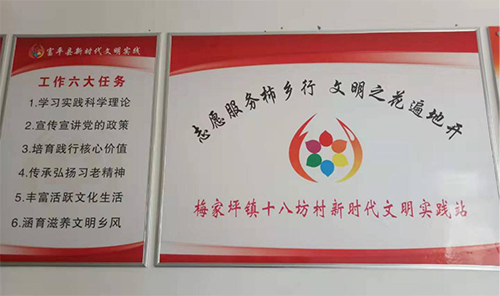 富平县新时代文明实践
工作六大任务
1.学习实践科学理论
2.宣传宣讲党的政策
3.培育践行核心价值
4.传承弘扬习老精神
5.丰富活跃文化生活
6.涵育滋养文明乡风
志愿服务柿乡行 文明之花遍地开
梅家坪镇十八坊村新时代文明实践站